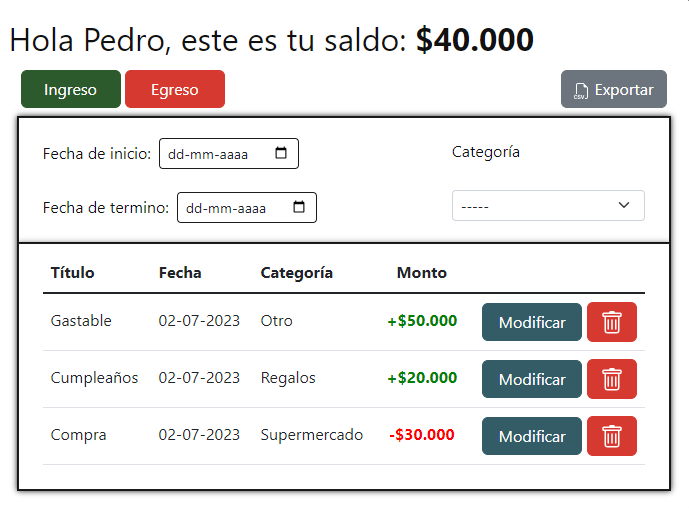 Hola Pedro, este es tu saldo: $40.000
Ingreso Egreso Exportar
Fecha de inicio: dd-mm-aaaa Categoría
Fecha de termino: dd-mm-aaaa -----
Título Fecha Categoría Monto
Gastable 02-07-2023 Otro +$50.000 Modificar
Cumpleaños 02-07-2023 Regalos +$20.000 Modificar
Compra 02-07-2023 Supermercado -$30.000 Modificar